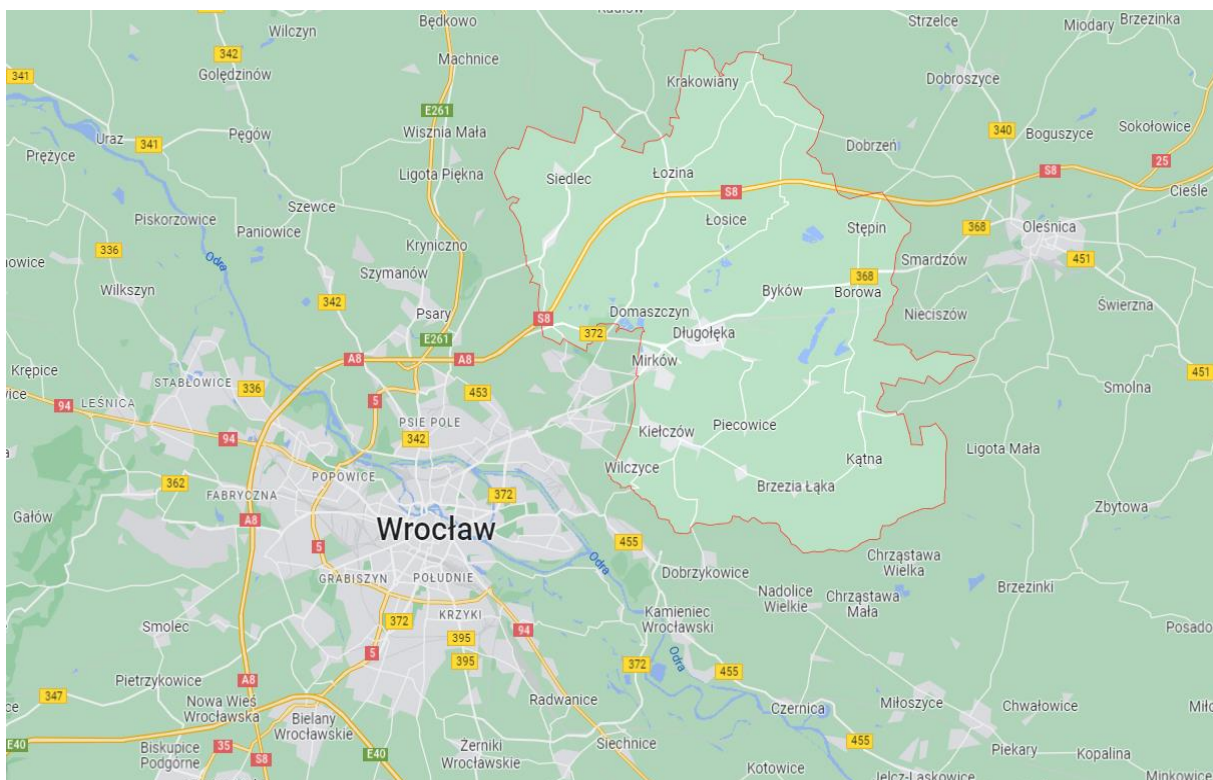 Będkowo
Strzelce
Brzezinka
Miodary
Wilczyn
342
Machnice
341
Golędzinów
Krakowiany
Dobroszyce
E261
Uraz
341
Pęgów
Wisznia Mała
340
Boguszyce
Sokołowice
Prężyce
Dobrzeń
25
Ligota Piękna
Siedlec
Łozina
S8
S8
Cieśle
Szewce
Piskorzowice
Paniowice
Łosice
Stępin
368
Oleśnica
336
Kryniczno
Odra
Szymanów
Smardzów
451
Wilkszyn
368
342
Byków
Borowa
Psary
S8
Domaszczyn
Nieciszów
Świerzna
E261
372
Długołęka
A8
A8
Mirków
Krępice
STABŁOWICE
336
453
451
LEŚNICA
5
Smolna
94
PSIE POLE
94
342
Kiełczów
Piecowice
Ligota Mała
Wilczyce
Kątna
POPOWICE
362
FABRYCZNA
372
Brzezia Łąka
Zbytowa
Gałów
A8
Wrocław
5
455
Odra
Chrząstawa
Wielka
GRABISZYN
POŁUDNIE
Dobrzykowice
Nadolice
Wielkie
Chrząstawa
Mała
Brzezinki
KRZYKI
Kamieniec
Wrocławski
Smolec
372
94
395
Posado
5
395
372
Odra
455
Pietrzykowice
A8
347
Nowa Wieś
Wrocławska
Radwanice
Czernica
Miłoszyce
Chwałowice
Bielany
Wrocławskie
E40
Biskupice
Podgórne
35
S8
E40
Żerniki
Wrocławskie
Siechnice
455
Piekary
Kopalina
Kotowice
Jelcz-Laskowice
Minkowice